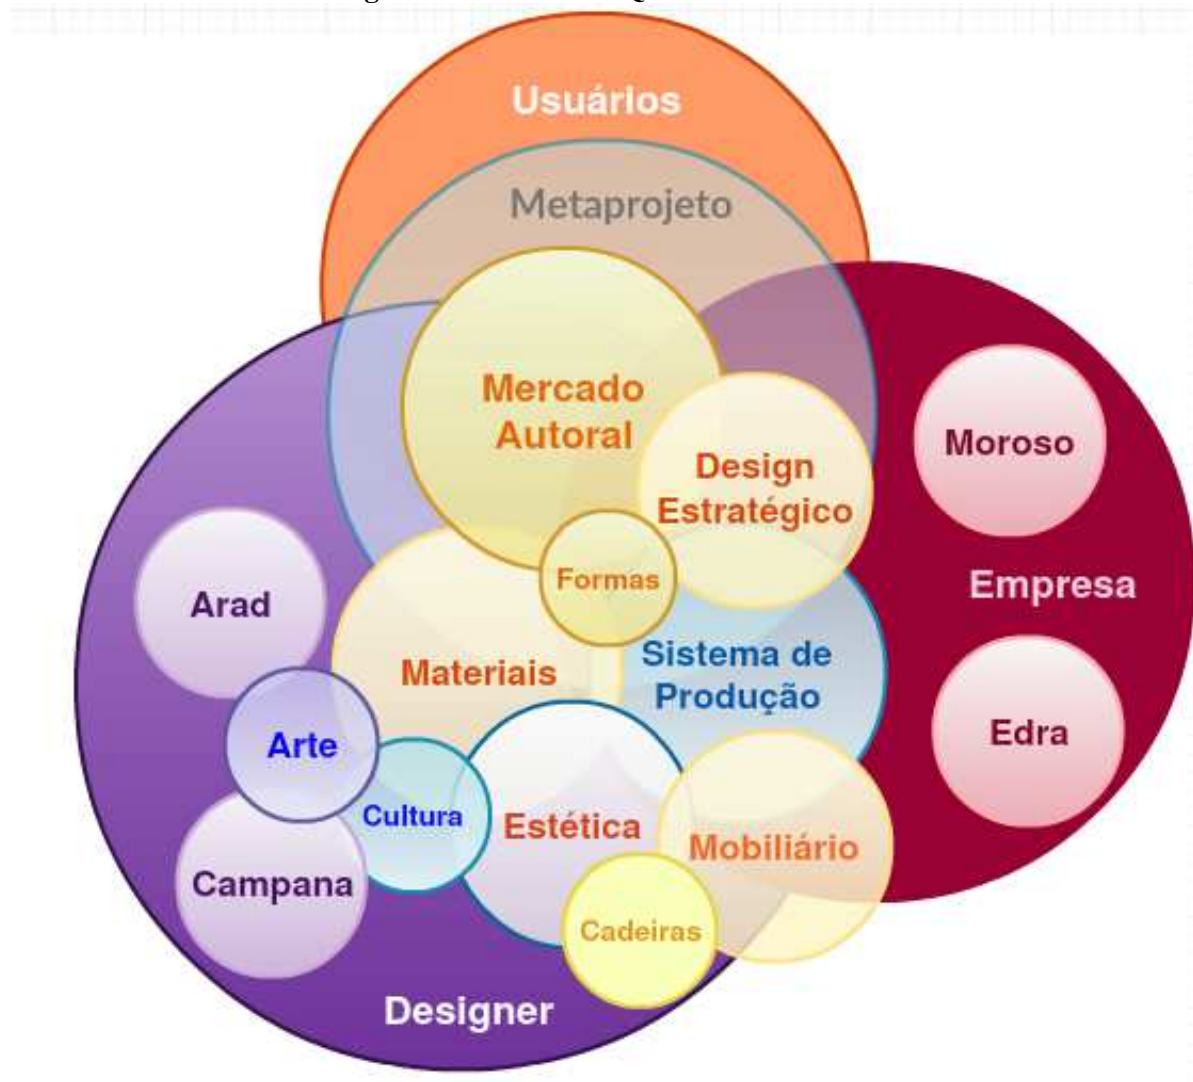 Usuários
Metaprojeto
Mercado
Autoral
Design
Estratégico
Moroso
Formas
Empresa
Arad
Materiais
Sistema de
Produção
Arte
Edra
Cultura
Estética
Mobiliário
Campana
Cadeiras
Designer